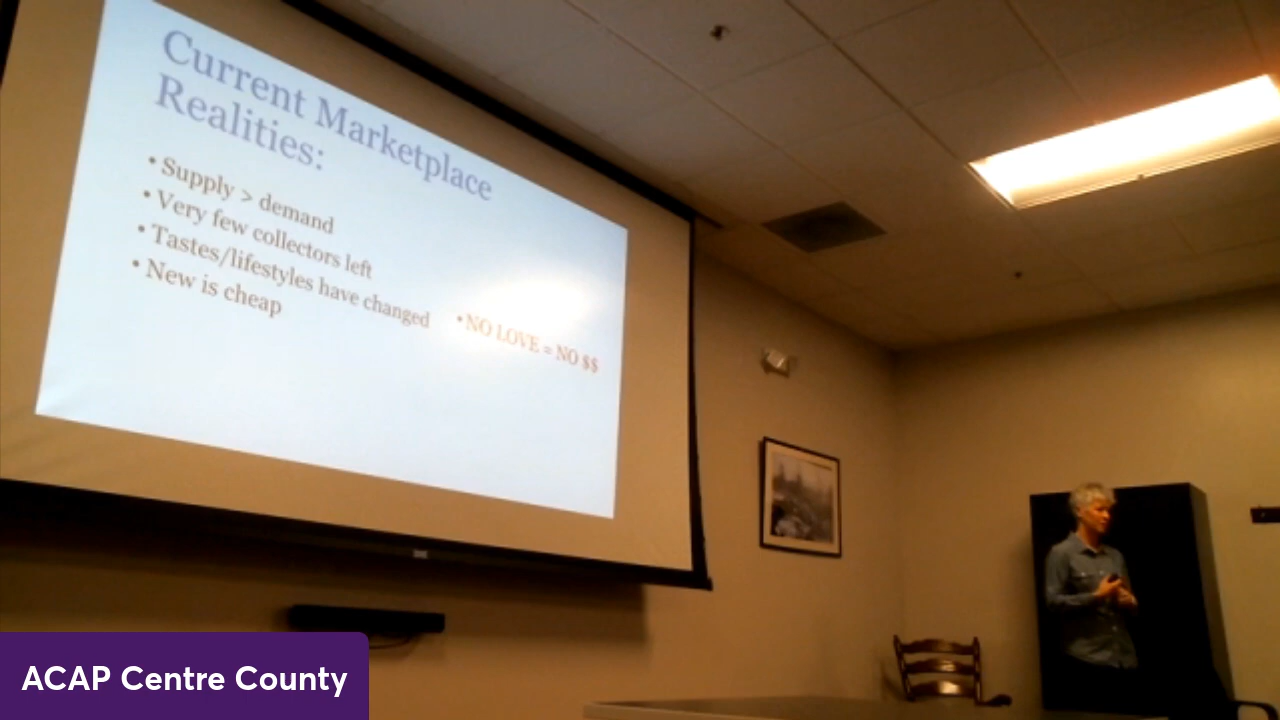 Current Marketplace
Realities:
• Supply > demand
• Very few collectors left
• Tastes/lifestyles have changed
• New is cheap
• NO LOVE = NO $$
ACAP Centre County